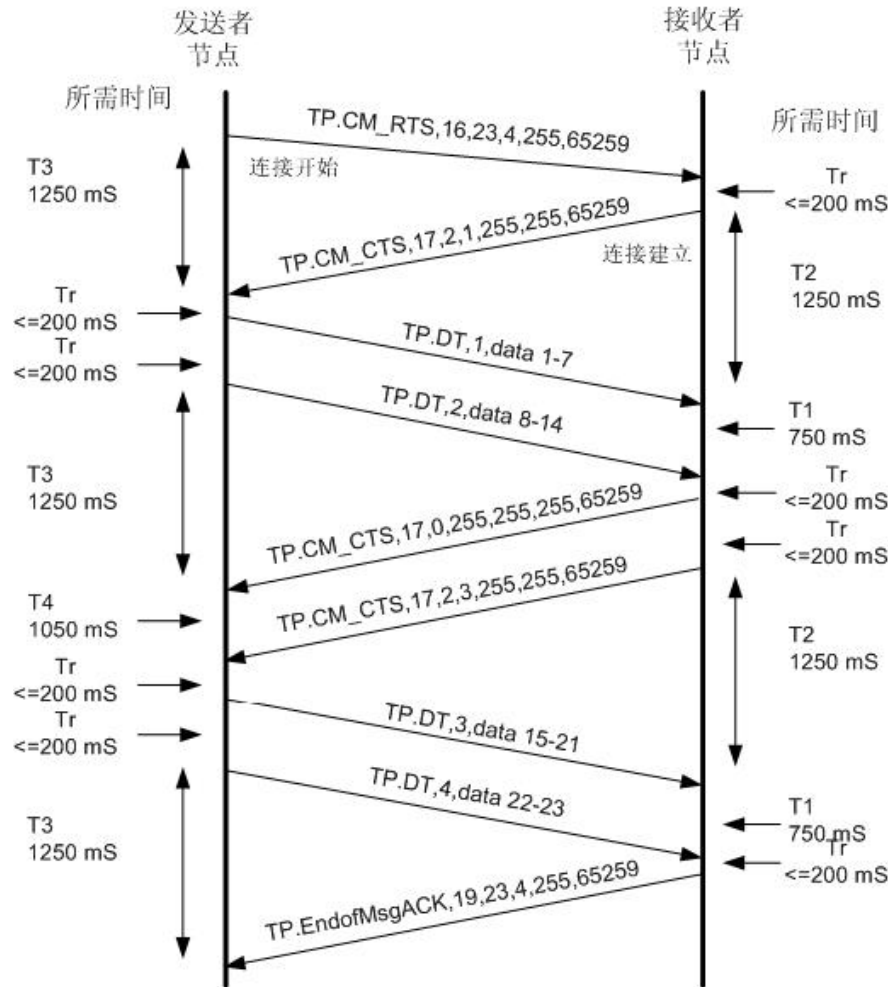 发送者
节点
接收者
节点
所需时间
所需时间
TP.CM_RTS,16,23,4,255,65259
连接开始
T3
1250 mS
Tr
<=200 mS
TP.CM_CTS,17,2,1,255,255,65259
连接建立
T2
1250 mS
Tr
<=200 mS
TP.DT,1,data 1-7
Tr
<=200 mS
TP.DT,2,data 8-14
T1
750 mS
T3
1250 mS
Tr
<=200 mS
TP.CM_CTS,17,0,255,255,255,65259
Tr
<=200 mS
TP.CM_CTS,17,2,3,255,255,65259
T4
1050 mS
T2
1250 mS
Tr
<=200 mS
TP.DT,3,data 15-21
Tr
<=200 mS
TP.DT,4,data 22-23
T1
750 mS
T3
1250 mS
Tr
<=200 mS
TP.EndofMsgACK,19,23,4,255,65259